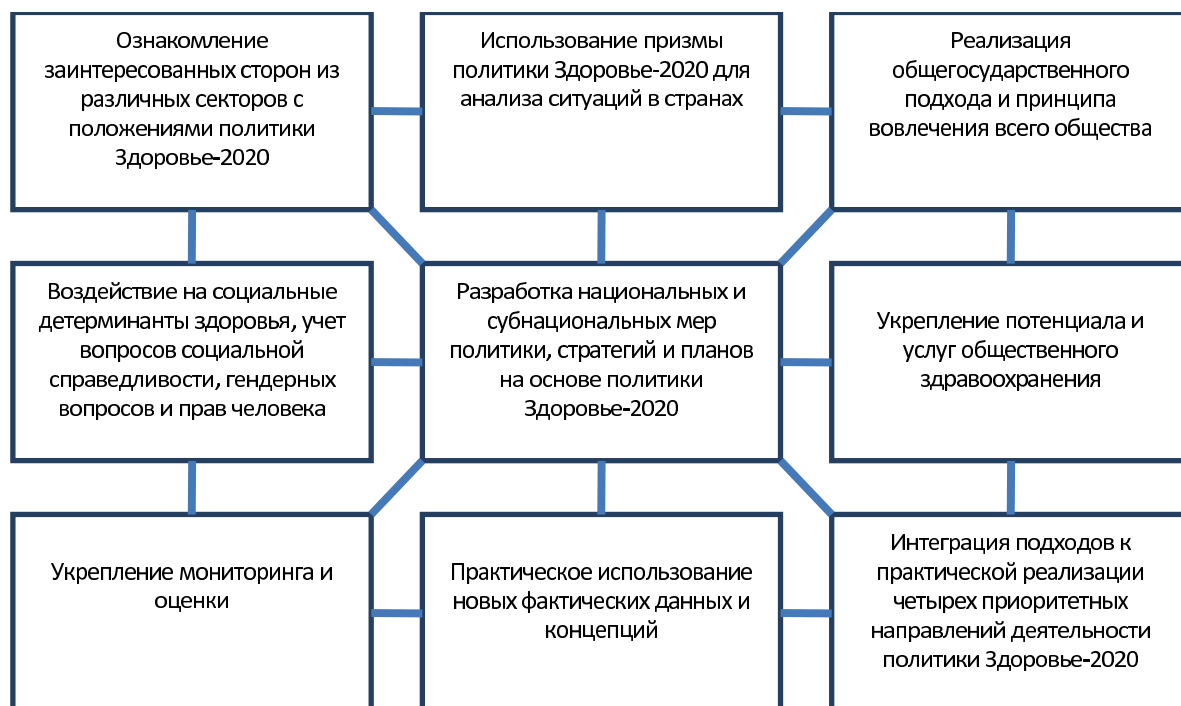 Ознакомление
заинтересованных сторон из
различных секторов с
положениями политики
Здоровье-2020
Использование призмы
политики Здоровье-2020 для
анализа ситуаций в странах
Реализация
общегосударственного
подхода и принципа
вовлечения всего общества
Воздействие на социальные
детерминанты здоровья, учет
вопросов социальной
справедливости, гендерных
вопросов и прав человека
Разработка национальных и
субнациональных мер
политики, стратегий и планов
на основе политики
Здоровье-2020
Укрепление потенциала и
услуг общественного
здравоохранения
Укрепление мониторинга и
оценки
Практическое использование
новых фактических данных и
концепций
Интеграция подходов к
практической реализации
четырех приоритетных
направлений деятельности
политики Здоровье-2020